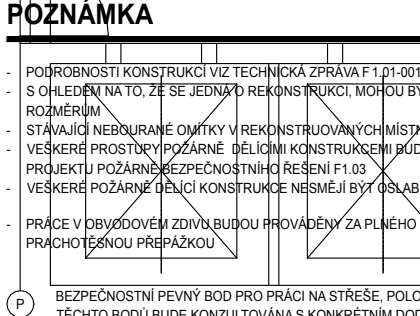 POZNÁMKA
- PODROBNOSTI KONSTRUKCÍ VIZ TECHNICKÁ ZPRÁVA F 1.01-001
- S OHLEDEM NA TO, ŽE SE JEDNÁ O REKONSTRUKCI, MOHOU BÝ
ROZMĚRŮM
- STÁVAJÍCÍ NEBOURANÉ OMÍTKY V REKONSTRUOVANÝCH MÍSTN
- VEŠKERÉ PROSTUPY POŽÁRNĚ DĚLÍCÍMI KONSTRUKCEMI BUD
PROJEKTU POŽÁRNĚ BEZPEČNOSTNÍHO ŘEŠENÍ F1.03
- VEŠKERÉ POŽÁRNĚ DĚLÍCÍ KONSTRUKCE NESMĚJÍ BÝT OSLAB
- PRÁCE V OBVODOVÉM ZDIVU BUDOU PROVÁDĚNY ZA PLNÉHO
PRACHOTĚSNOU PŘEPÁŽKOU
P BEZPEČNOSTNÍ PEVNÝ BOD PRO PRÁCI NA STŘEŠE, POLO
TĚCHTO BODŮ BUDE KONZULTOVÁNA S KONKRÉTNÍM DOD